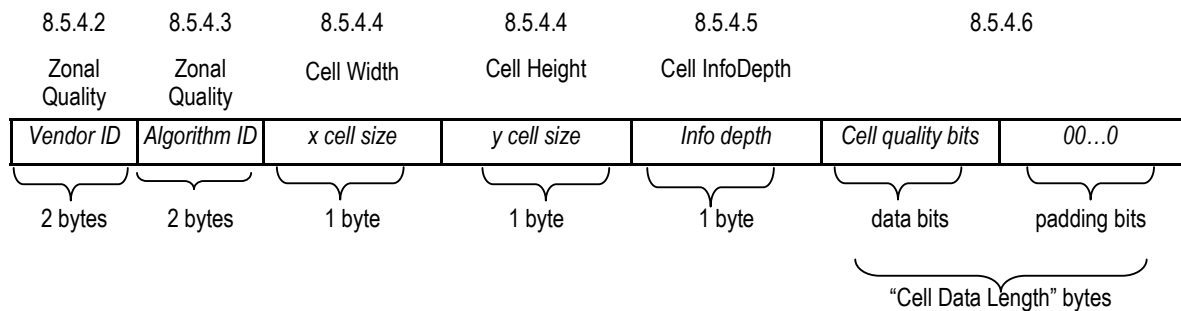 8.5.4.2 8.5.4.3 8.5.4.4 8.5.4.4 8.5.4.5 8.5.4.6
Zonal Zonal Cell Width Cell Height Cell InfoDepth
Quality Quality
Vendor ID Algorithm ID x cell size y cell size Info depth Cell quality bits 00…0
2 bytes 2 bytes 1 byte 1 byte 1 byte data bits padding bits
“Cell Data Length” bytes